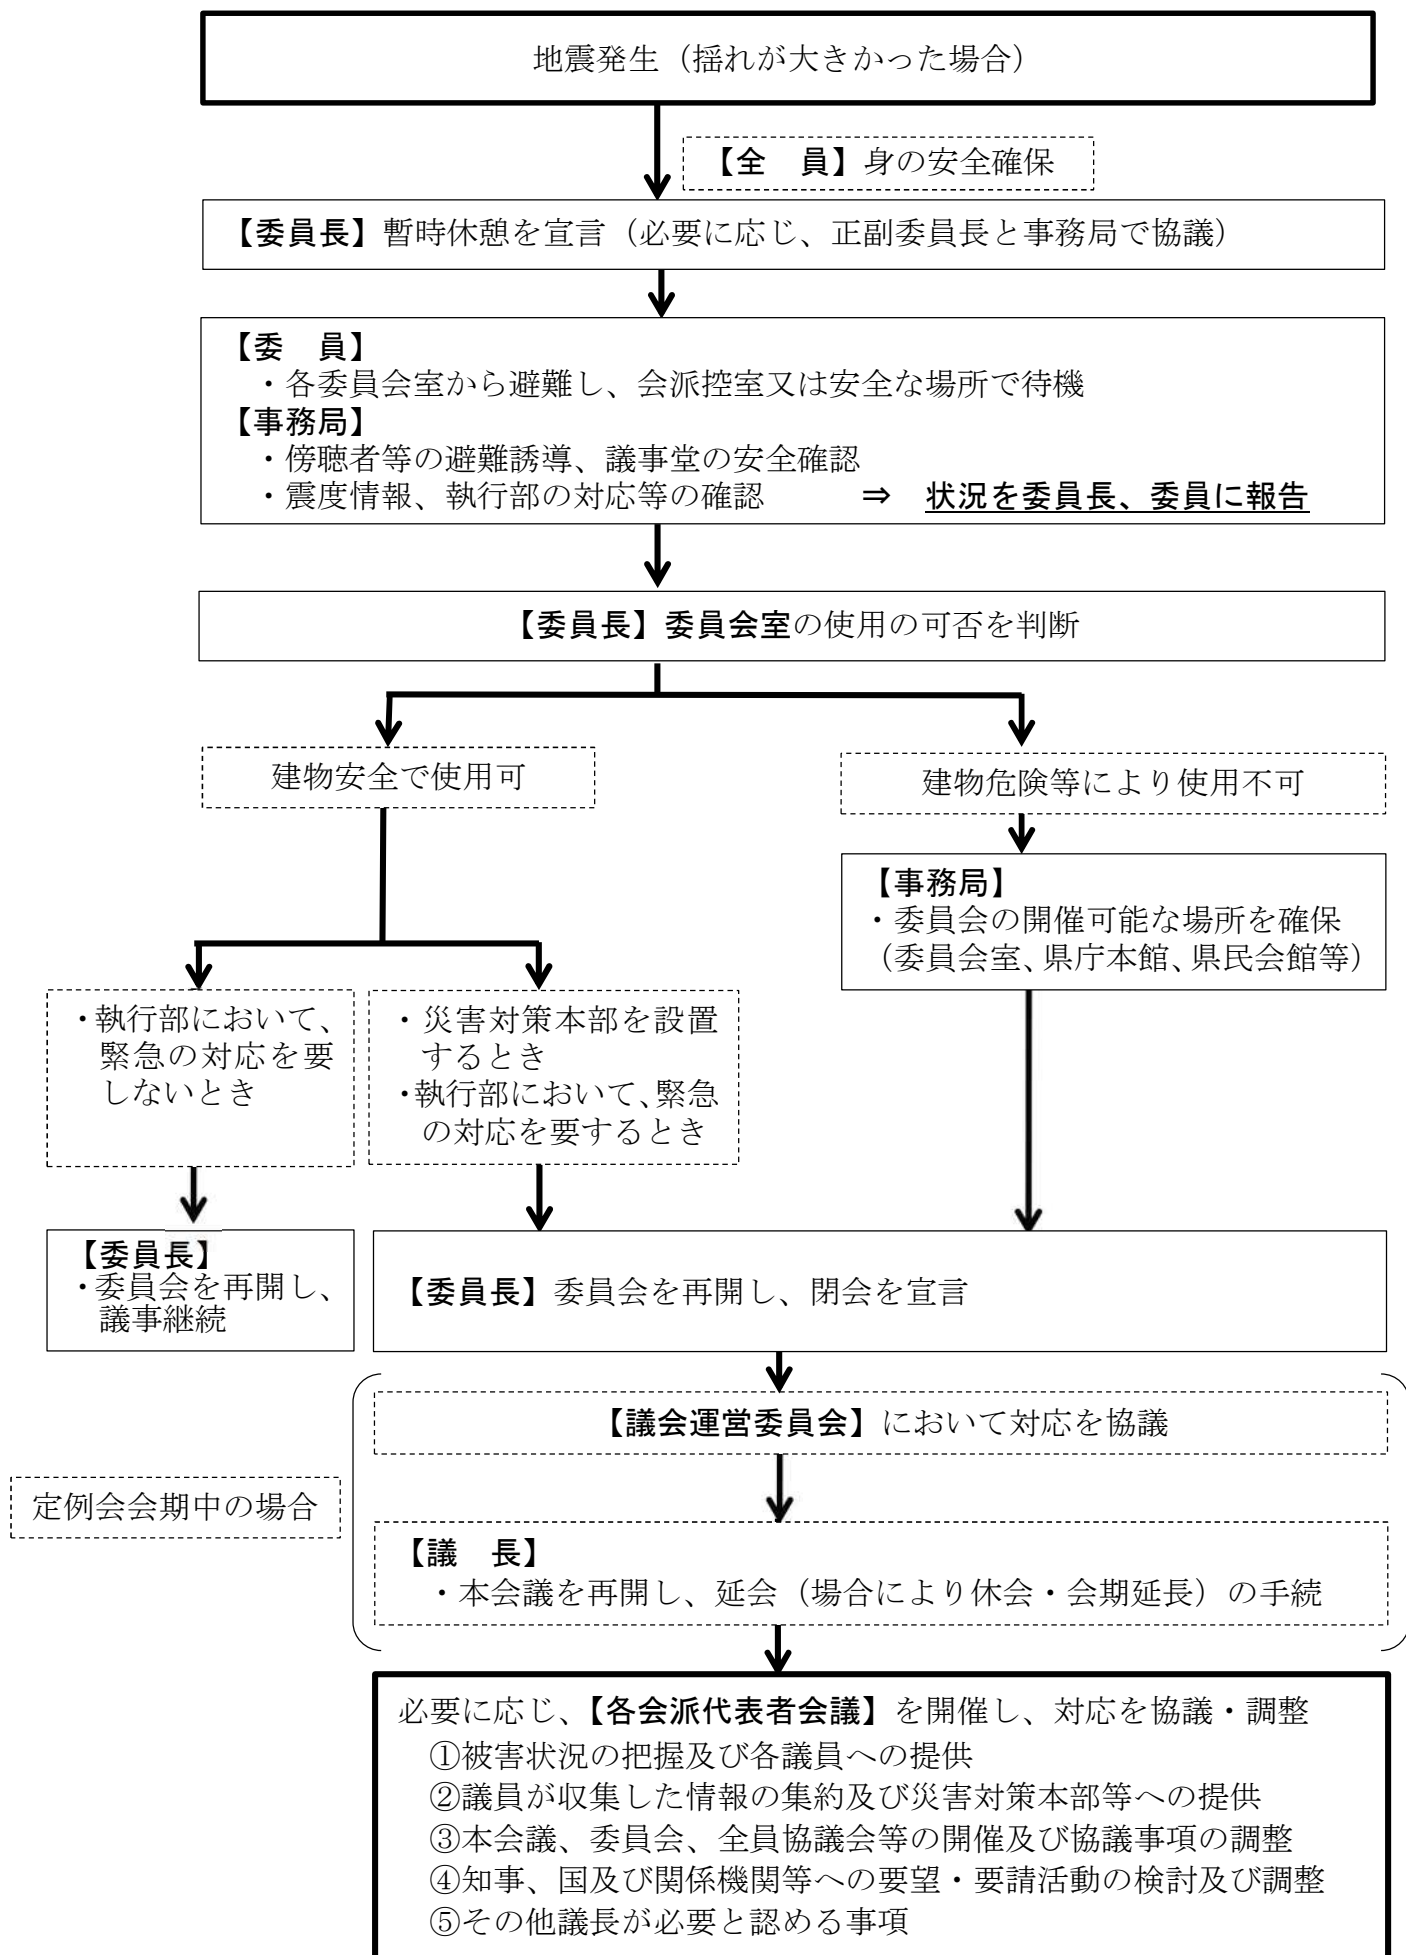 地震発生（揺れが大きかった場合）
【全　員】身の安全確保
【委員長】暫時休憩を宣言（必要に応じ、正副委員長と事務局で協議）
【委　員】
・各委員会室から避難し、会派控室又は安全な場所で待機
【事務局】
・傍聴者等の避難誘導、議事堂の安全確認
・震度情報、執行部の対応等の確認　　　⇒　状況を委員長、委員に報告
【委員長】委員会室の使用の可否を判断
建物安全で使用可
建物危険等により使用不可
【事務局】
・委員会の開催可能な場所を確保
（委員会室、県庁本館、県民会館等）
・執行部において、
緊急の対応を要
しないとき
・災害対策本部を設置
するとき
・執行部において、緊急
の対応を要するとき
【委員長】
・委員会を再開し、
議事継続
【委員長】委員会を再開し、閉会を宣言
【議会運営委員会】において対応を協議
定例会会期中の場合
【議　長】
・本会議を再開し、延会（場合により休会・会期延長）の手続
必要に応じ、【各会派代表者会議】を開催し、対応を協議・調整
①被害状況の把握及び各議員への提供
②議員が収集した情報の集約及び災害対策本部等への提供
③本会議、委員会、全員協議会等の開催及び協議事項の調整
④知事、国及び関係機関等への要望・要請活動の検討及び調整
⑤その他議長が必要と認める事項